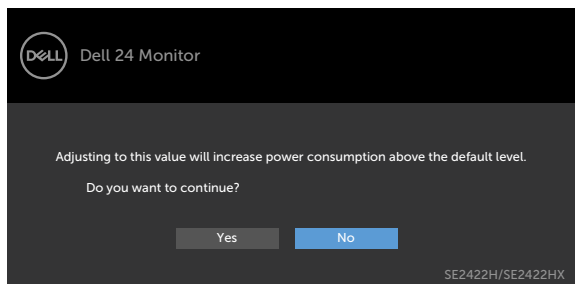 DELL
Dell 24 Monitor
Adjusting to this value will increase power consumption above the default level.
Do you want to continue?
Yes No
SE2422H/SE2422HX